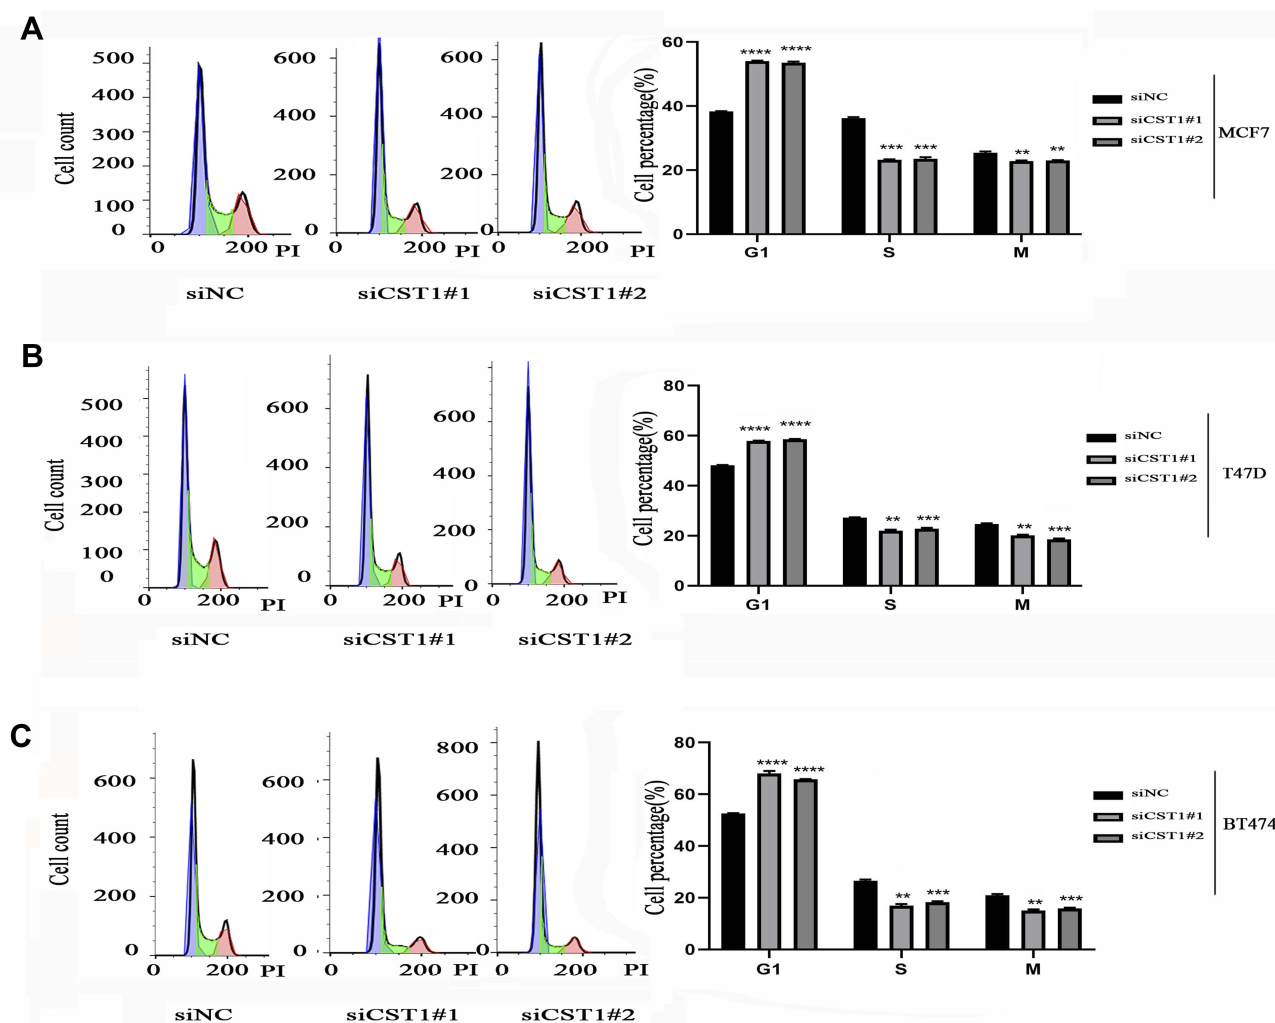 A
500
400
300
200
100
0
Cell count
0
200 PI
siNC
600
400
200
0
0
200 PI
siCST1#1
600
400
200
0
0
200 PI
siCST1#2
60
40
20
0
Cell percentage(%)
**** ****
*** ***
** **
G1 S M
siNC
siCST1#1
siCST1#2
MCF7
B
500
400
300
200
100
0
Cell count
0 200 PI
siNC
600
400
200
0
0 200 PI
siCST1#1
600
400
200
0
0 200 PI
siCST1#2
80
60
40
20
0
Cell percentage(%)
**** ****
** ***
** ***
G1 S M
siNC
siCST1#1
siCST1#2
T47D
C
600
400
200
0
Cell count
0 200 PI
siNC
600
400
200
0
0 200 PI
siCST1#1
800
600
400
200
0
0 200 PI
siCST1#2
80
60
40
20
0
Cell percentage(%)
**** ****
** ***
** ***
G1 S M
siNC
siCST1#1
siCST1#2
BT474